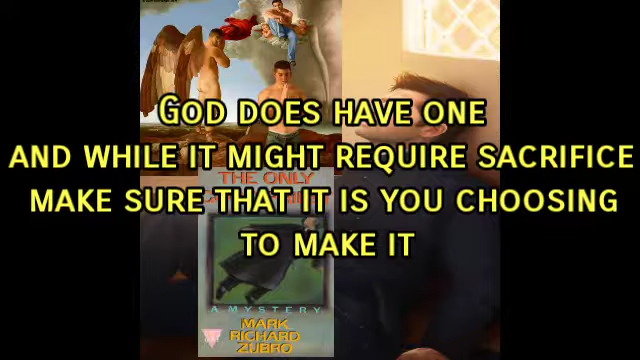 God does have one
and while it might require sacrifice
make sure that it is you choosing
to make it
THE ONLY
A MYSTERY
MARK
RICHARD
ZUBRO